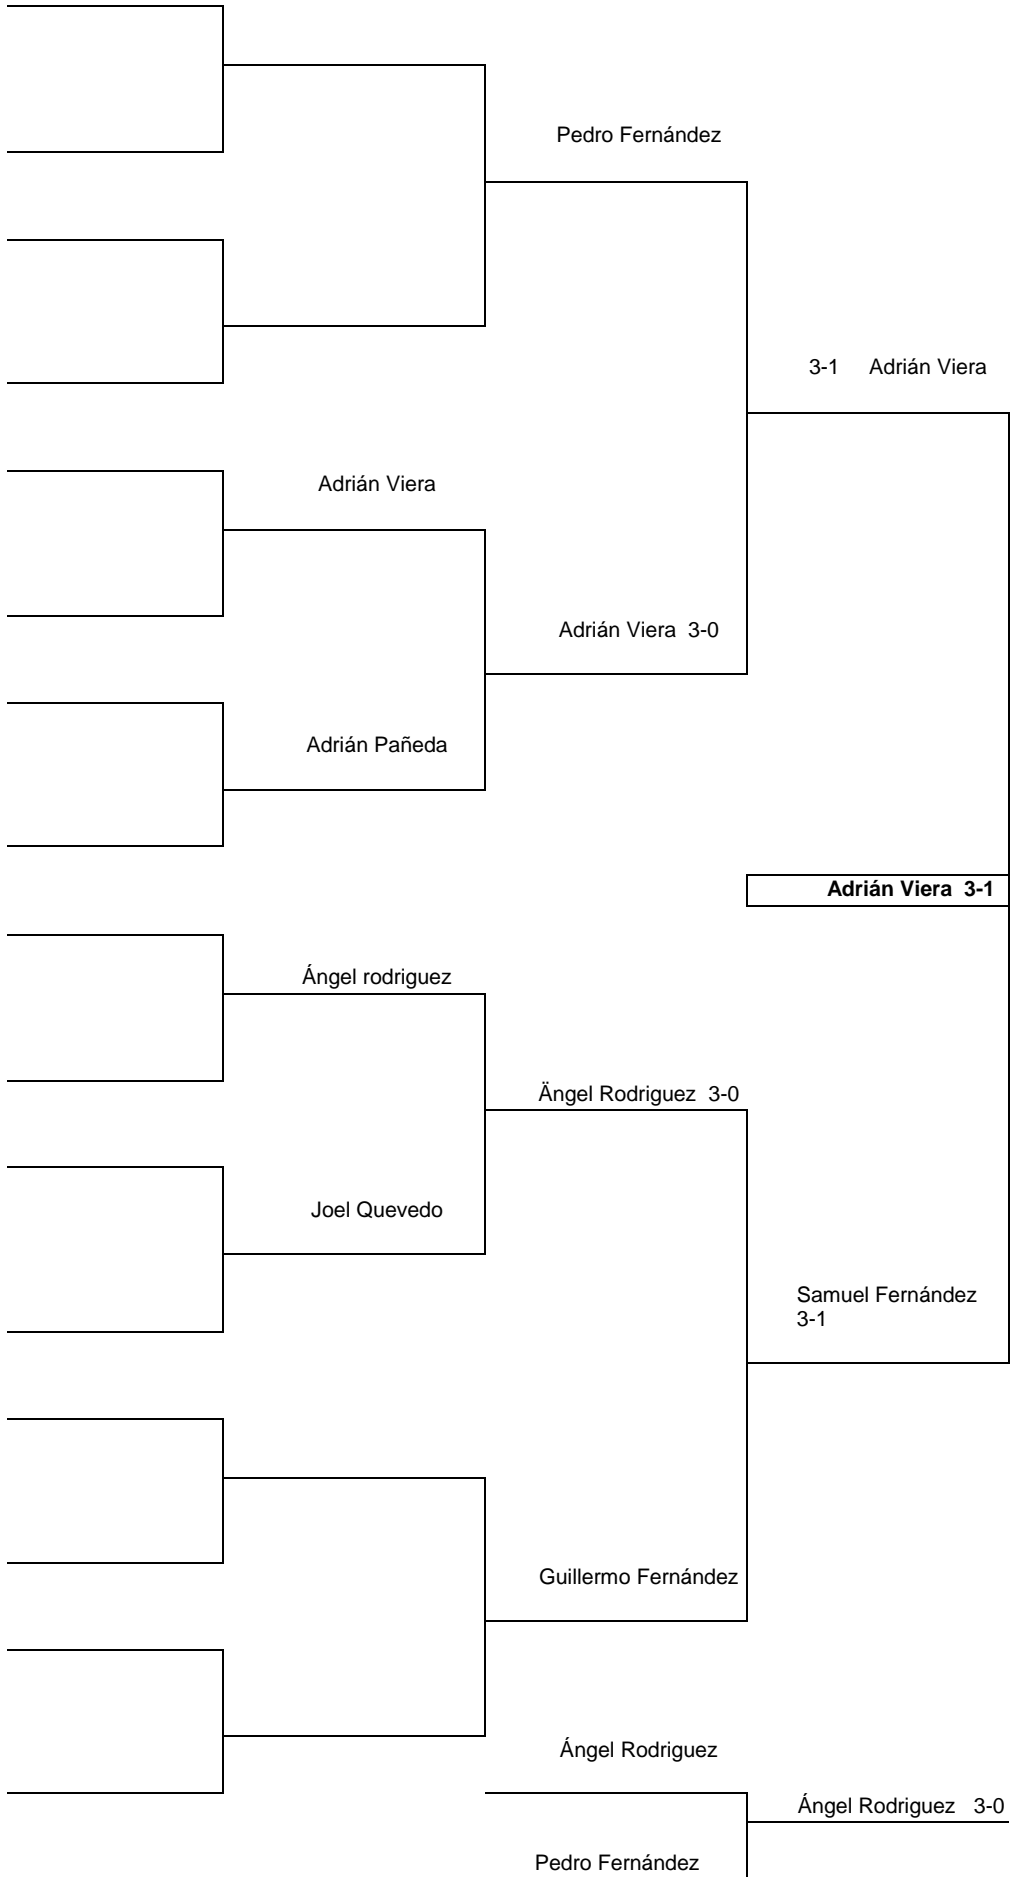 Pedro Fernández
3-1 Adrián Viera
Adrián Viera
Adrián Viera 3-0
Adrián Pañeda
Adrián Viera 3-1
Ángel rodriguez
Ängel Rodriguez 3-0
Joel Quevedo
Samuel Fernández
3-1
Guillermo Fernández
Ángel Rodriguez
Ángel Rodriguez 3-0
Pedro Fernández